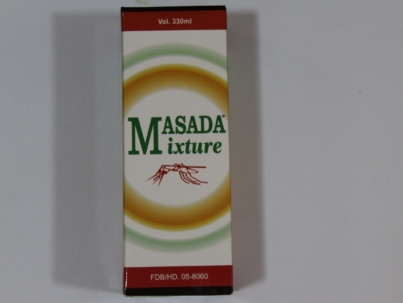 Vol. 330ml
MASADA
Mixture
FDB/HD. 05-8060